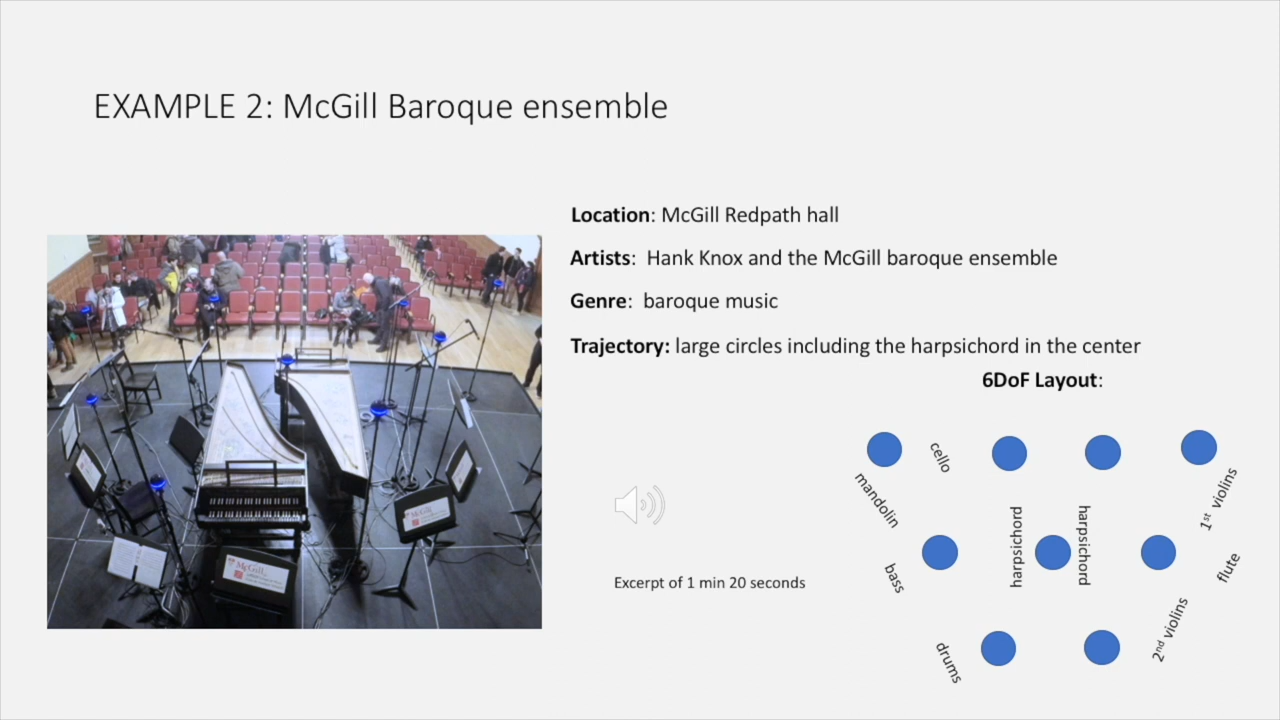 EXAMPLE 2: McGill Baroque ensemble
Location: McGill Redpath hall
Artists: Hank Knox and the McGill baroque ensemble
Genre: baroque music
Trajectory: large circles including the harpsichord in the center
6DoF Layout:
cello
mandolin
1st violins
harpsichord
harpsichord
bass
flute
2nd violins
drums
Excerpt of 1 min 20 seconds
McGill